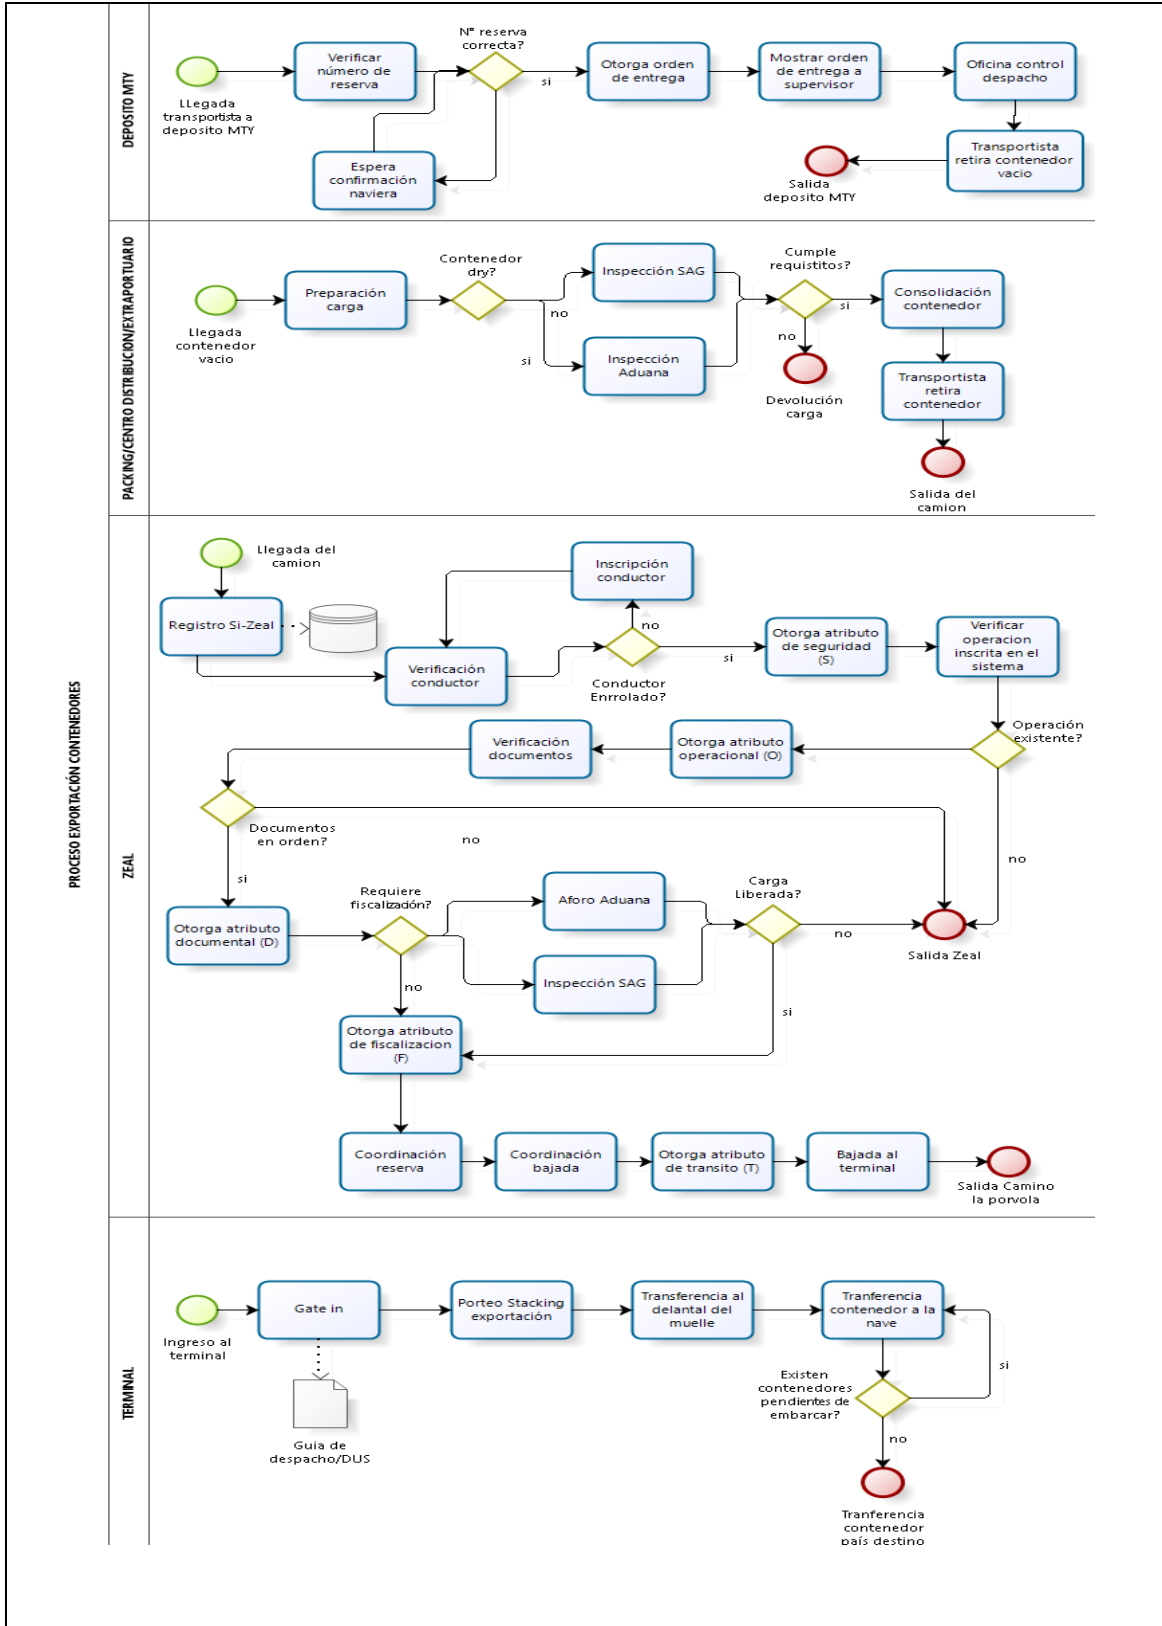 PROCESO EXPORTACIÓN CONTENEDORES
DEPOSITO MTY
LLegada
transportista a
deposito MTY
Verificar
número de
reserva
N° reserva
correcta?
si
Espera
confirmación
naviera
Otorga orden
de entrega
Mostrar orden
de entrega a
supervisor
Oficina control
despacho
Transportista
retira contenedor
vacio
Salida
deposito MTY
PACKING/CENTRO DISTRIBUCION/EXTRAPORTUARIO
Llegada
contenedor
vacio
Preparación
carga
Contenedor
dry?
no
si
Inspección SAG
Inspección
Aduana
Cumple
requistitos?
si
no
Devolución
carga
Consolidación
contenedor
Transportista
retira
contenedor
Salida del
camion
ZEAL
Llegada del
camion
Registro Si-Zeal
Verificación
conductor
Inscripción
conductor
no
Conductor
Enrrolado?
si
Otorga atributo
de seguridad
(S)
Verificar
operacion
inscrita en el
sistema
Operación
existente?
no
Otorga atributo
operacional (O)
Verificación
documentos
Documentos
en orden?
no
si
Otorga atributo
documental (D)
Requiere
fiscalización?
no
Aforo Aduana
Inspección SAG
Carga
Liberada?
no
si
Salida Zeal
Otorga atributo
de fiscalizacion
(F)
Coordinación
reserva
Coordinación
bajada
Otorga atributo
de transito (T)
Bajada al
terminal
Salida Camino
la porvola
TERMINAL
Ingreso al
terminal
Gate in
Guia de
despacho/DUS
Porteo Stacking
exportación
Transferencia al
delantal del
muelle
Tranferencia
contenedor a la
nave
Existen
contenedores
pendientes de
embarcar?
si
no
Tranferencia
contenedor
país destino